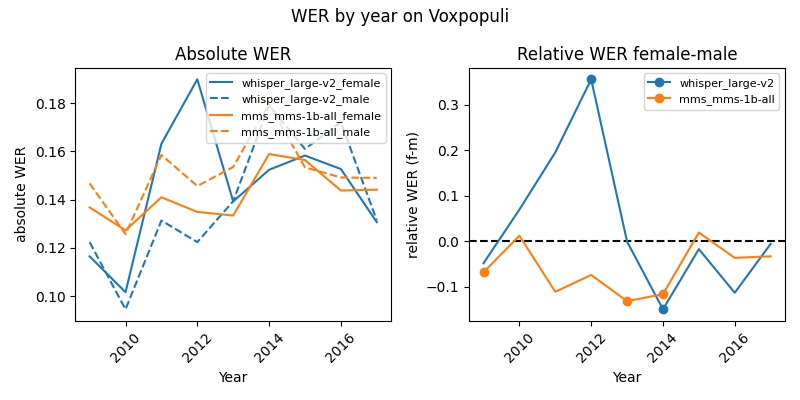 WER by year on Voxpopuli
Absolute WER
absolute WER
0.18
0.16
0.14
0.12
0.10
whisper_large-v2_female
whisper_large-v2_male
mms_mms-1b-all_female
mms_mms-1b-all_male
2010
2012
2014
2016
Year
Relative WER female-male
relative WER (f-m)
0.3
0.2
0.1
0.0
−0.1
whisper_large-v2
mms_mms-1b-all
2010
2012
2014
2016
Year